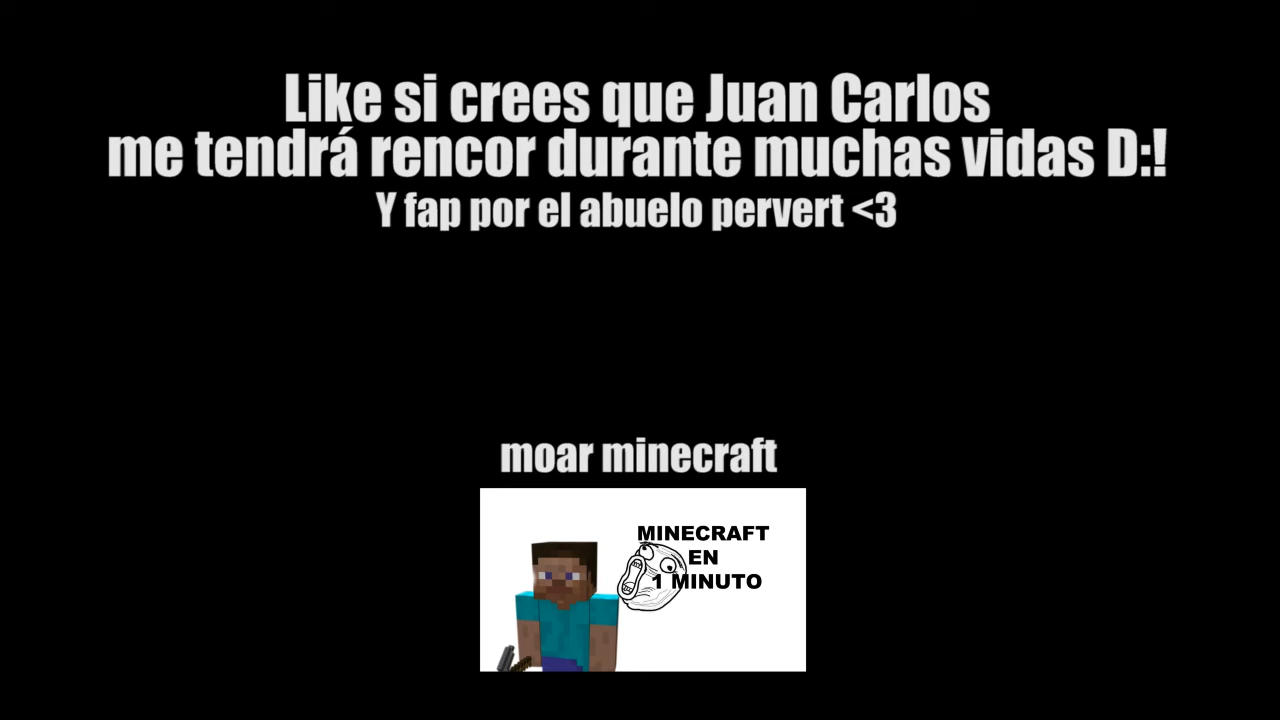 Like si crees que Juan Carlos
me tendrá rencor durante muchas vidas D:!
Y fap por el abuelo pervert <3
moar minecraft
MINECRAFT
EN
1 MINUTO